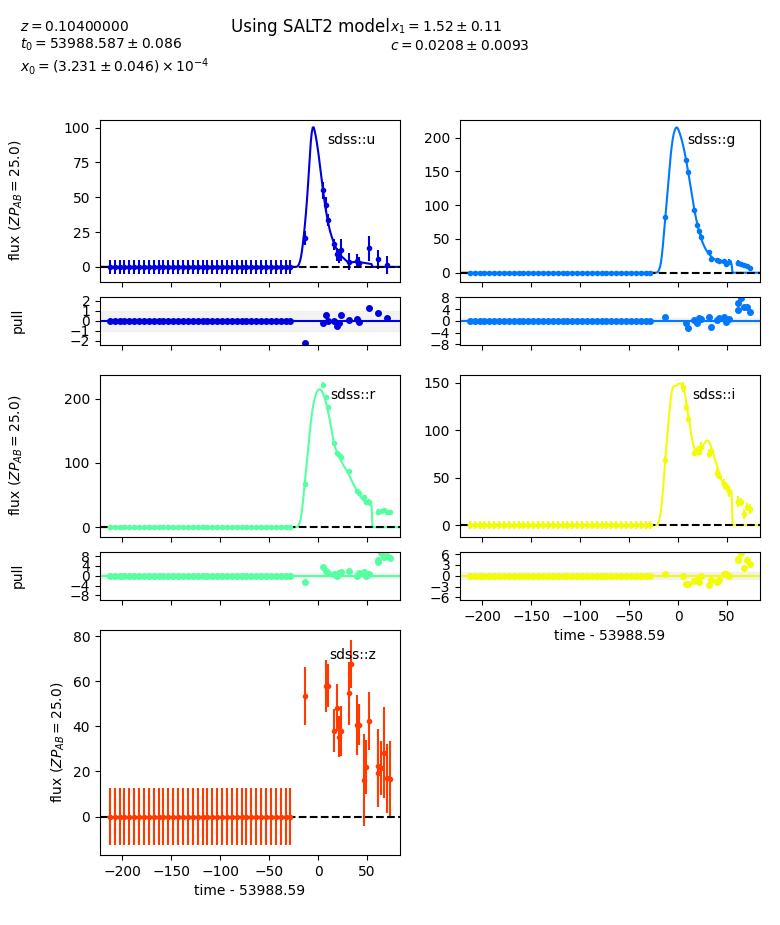 Using SALT2 model
z = 0.10400000
t₀ = 53988.587 ± 0.086
x₀ = (3.231 ± 0.046) × 10⁻⁴
x₁ = 1.52 ± 0.11
c = 0.0208 ± 0.0093
flux (ZP_AB = 25.0)
100
75
50
25
0
sdss::u
200
150
100
50
0
sdss::g
pull
2
1
0
−1
−2
8
4
0
−4
−8
flux (ZP_AB = 25.0)
200
100
0
sdss::r
150
100
50
0
sdss::i
pull
8
4
0
−4
−8
6
3
0
−3
−6
−200 −150 −100 −50 0 50
time - 53988.59
flux (ZP_AB = 25.0)
80
60
40
20
0
sdss::z
−200 −150 −100 −50 0 50
time - 53988.59